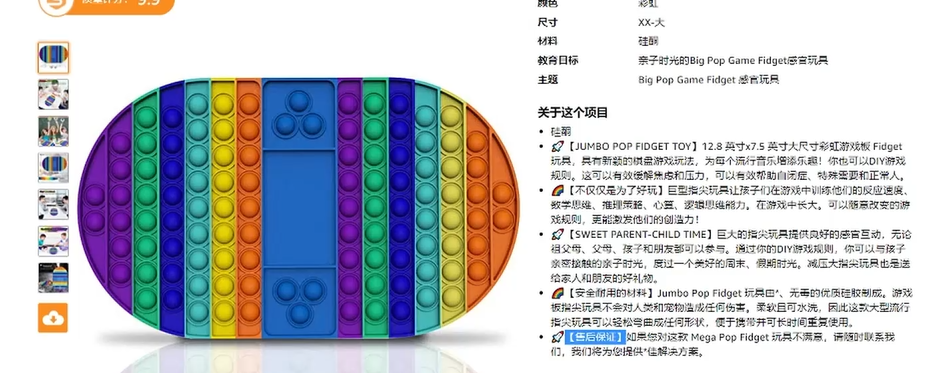 质量评分： 9.9
颜色 彩虹
尺寸 XX-大
材料 硅酮
教育目标 亲子时光的Big Pop Game Fidget感官玩具
主题 Big Pop Game Fidget 感官玩具
关于这个项目
• 硅酮
• 🚀【JUMBO POP FIDGET TOY】12.8 英寸x7.5 英寸大尺寸彩虹游戏板 Fidget
玩具，具有新颖的棋盘游戏玩法，为每个流行音乐增添乐趣！你也可以DIY游戏
规则。这可以有效缓解焦虑和压力，可以有效帮助自闭症、特殊需要和正常人。
• 🌈【不仅仅是为了好玩】巨型指尖玩具让孩子们在游戏中训练他们的反应速度、
数学思维、推理策略、心算、逻辑思维能力。在游戏中长大。可以随意改变的游
戏规则，更能激发他们的创造力！
• 🚀【SWEET PARENT-CHILD TIME】巨大的指尖玩具提供良好的感官互动，无论
祖父母、父母、孩子和朋友都可以参与。通过你的DIY游戏规则，你可以与孩子
亲密接触的亲子时光，度过一个美好的周末、假期时光。减压大指尖玩具也是送
给家人和朋友的好礼物。
• 🌈【安全耐用的材料】Jumbo Pop Fidget 玩具由*、无毒的优质硅胶制成。游戏
板指尖玩具不会对人类和宠物造成任何伤害。柔软且可水洗，因此这款大型流行
指尖玩具可以轻松弯曲成任何形状，便于携带并可长时间重复使用。
• 🚀【售后保证】如果您对这款 Mega Pop Fidget 玩具不满意，请随时联系我
们，我们将为您提供*佳解决方案。